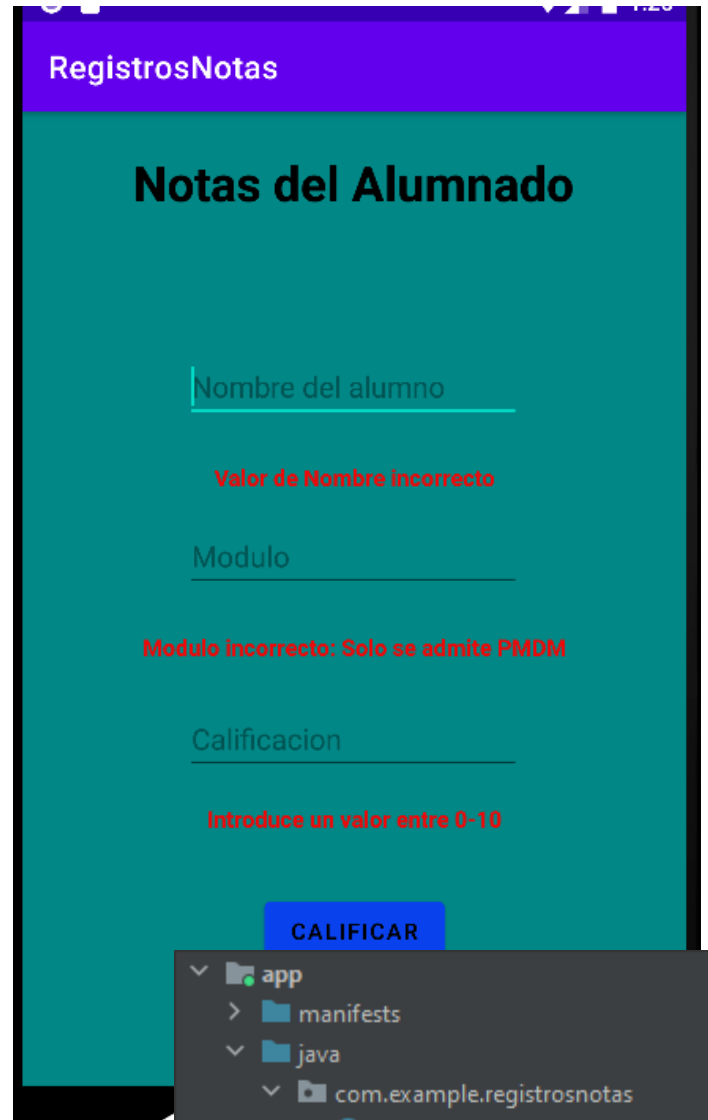 RegistrosNotas
Notas del Alumnado
Nombre del alumno
Valor de Nombre incorrecto
Modulo
Modulo incorrecto: Solo se admite PMDM
Calificacion
Introduce un valor entre 0-10
CALIFICAR
app
manifests
java
com.example.registrosnotas